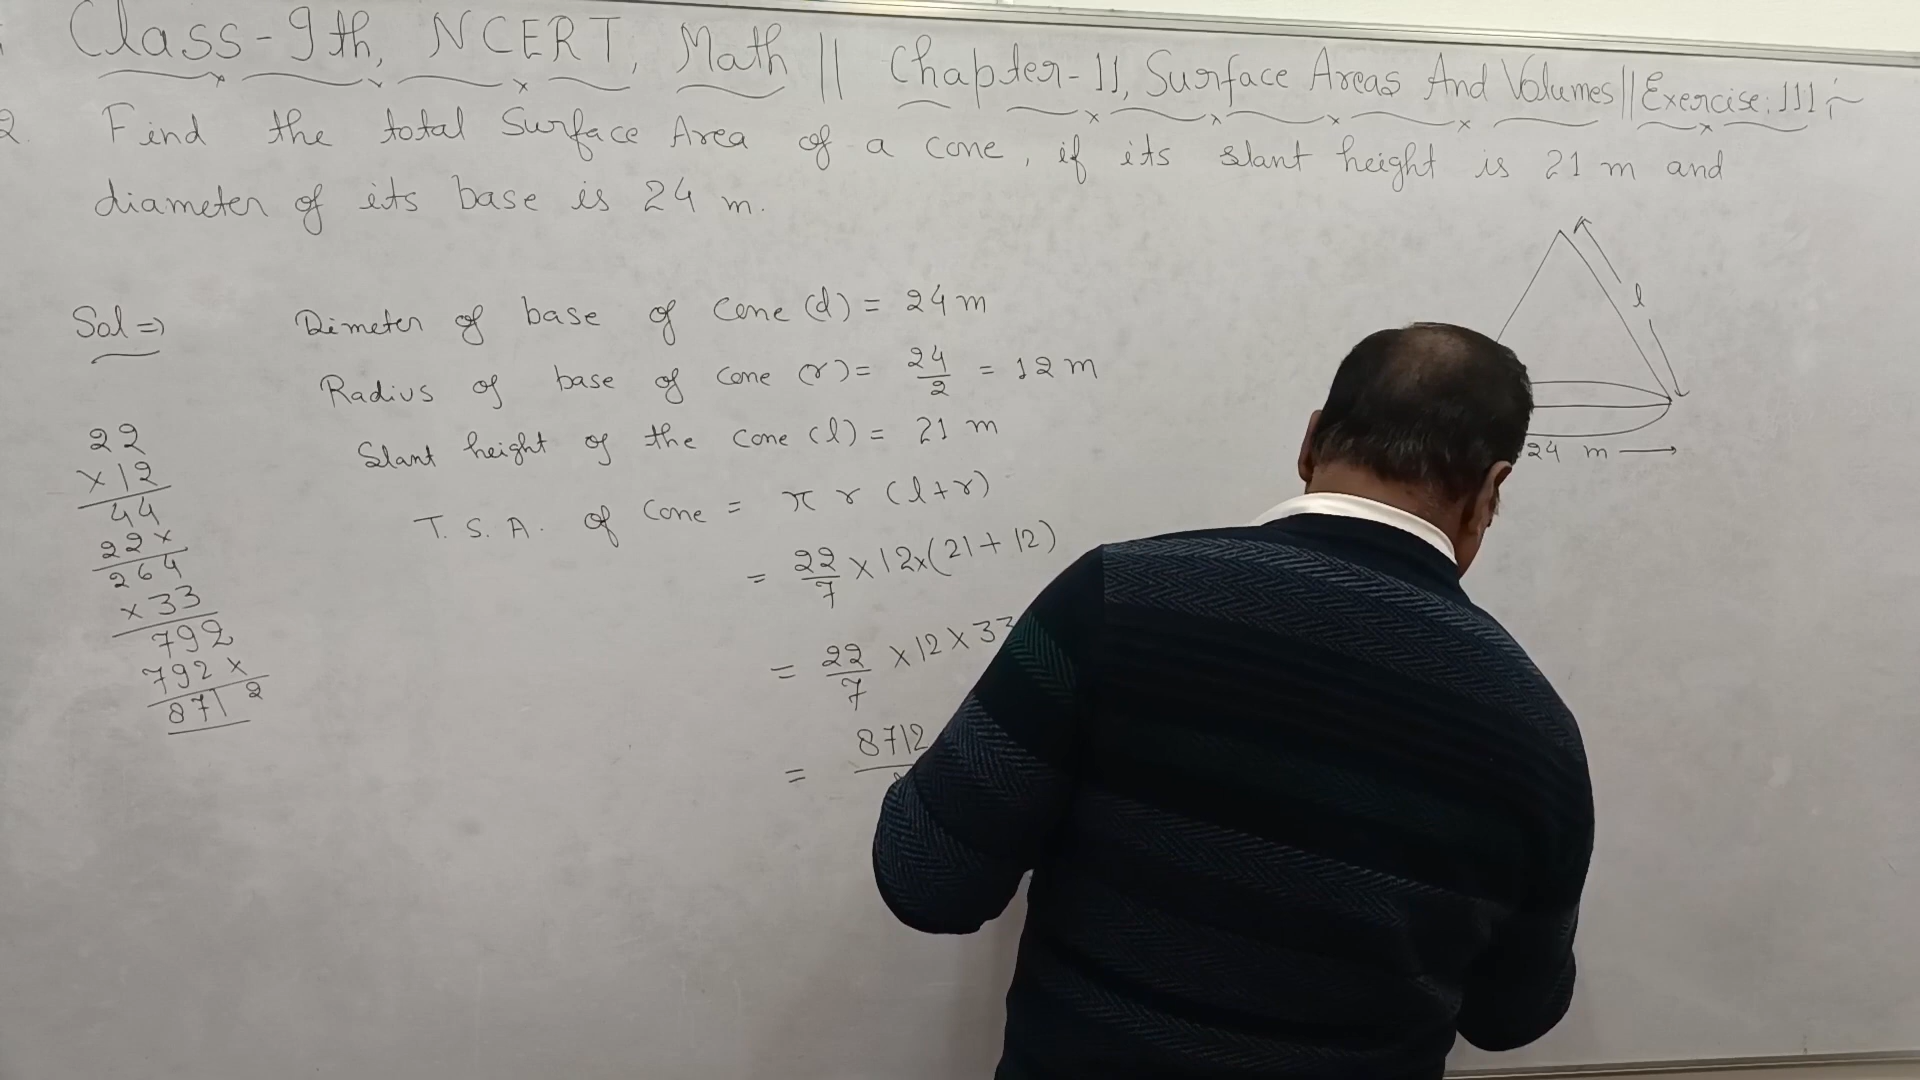 Class-9th, NCERT, Math || Chapter-11, Surface Areas And Volumes || Exercise: 11.1 :~
2. Find the total Surface Area of a cone, if its slant height is 21 m and
diameter of its base is 24 m.
Sol =>
Dimeter of base of Cone (d) = 24 m
Radius of base of cone (r) = 24/2 = 12 m
Slant height of the cone (l) = 21 m
T. S. A. of Cone = π r (l+r)
= 22/7 × 12 × (21 + 12)
= 22/7 × 12 × 33
= 8712
22
× 12
44
22×
264
× 33
792
792×
8712
l
24 m